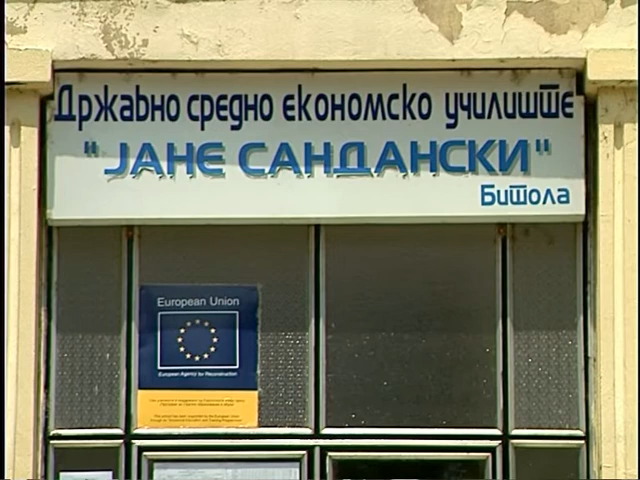 Државно средно економско училиште
"ЈАНЕ САНДАНСКИ"
Битола
European Union
European Agency for Reconstruction